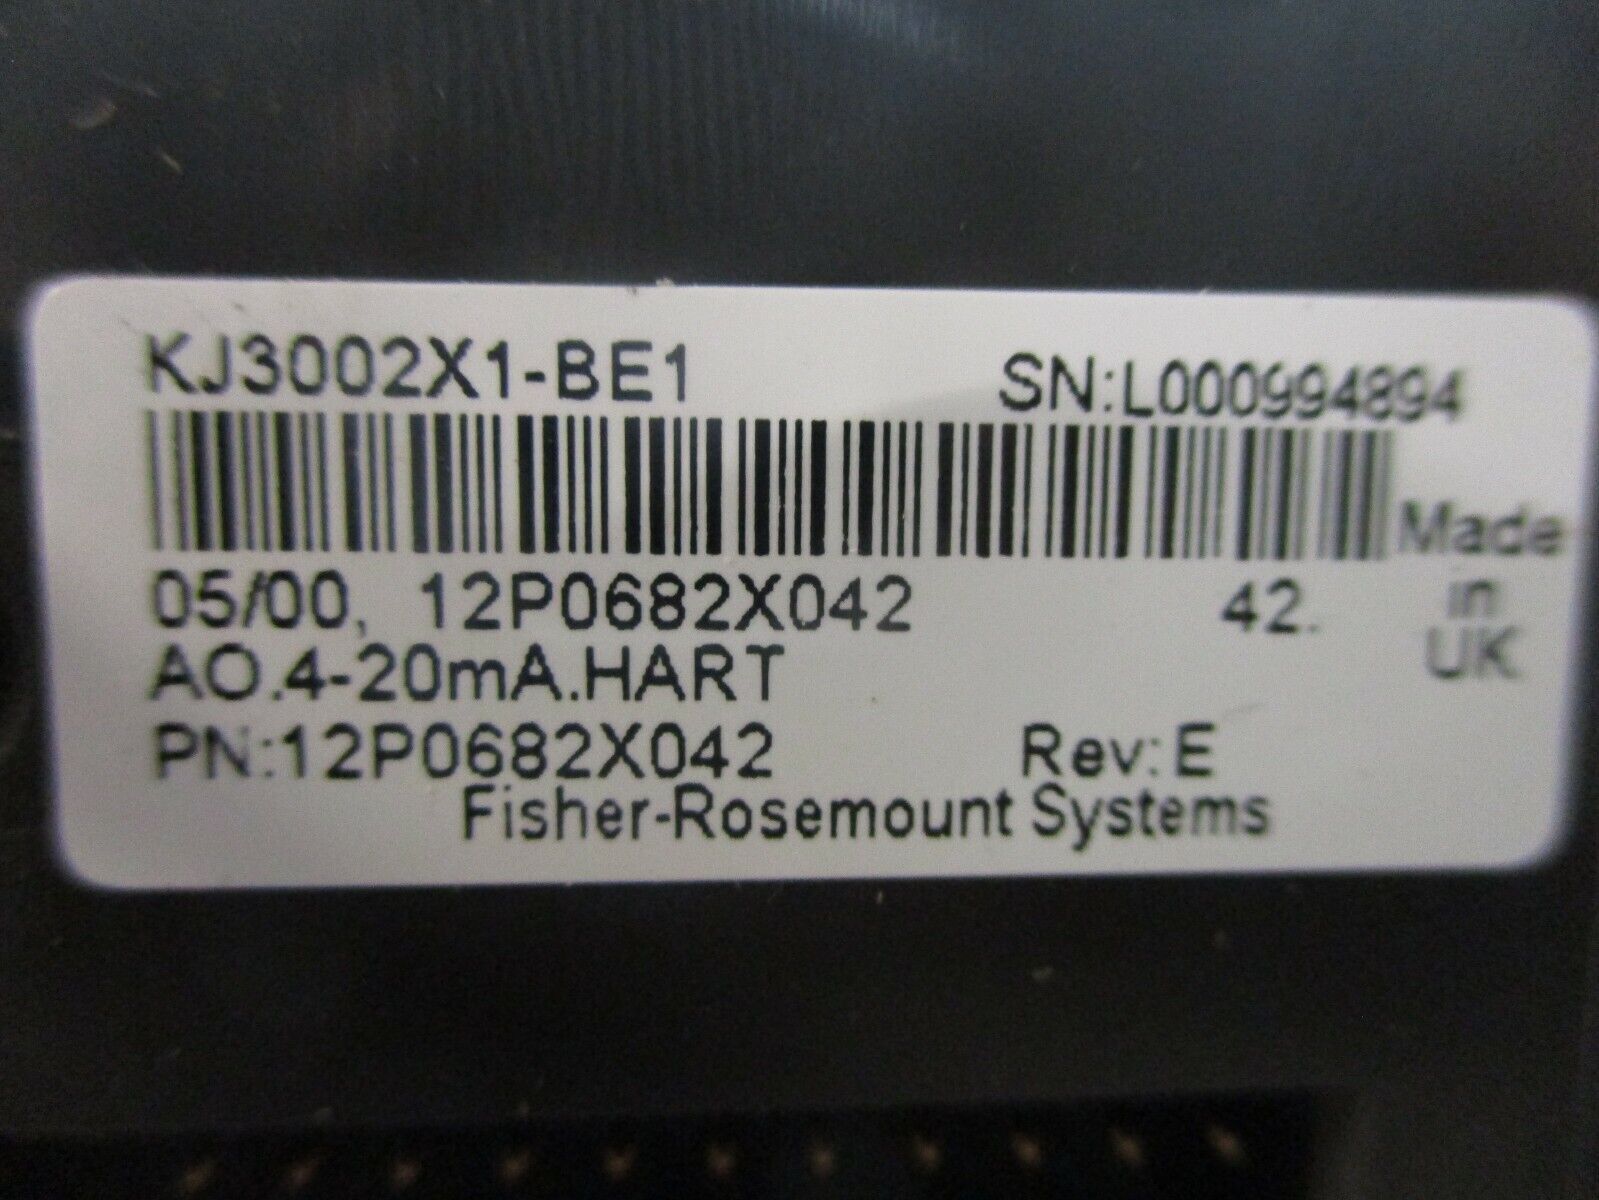 KJ3002X1-BE1 SN:L000994894
Made
in
UK
05/00, 12P0682X042 42.
AO.4-20mA.HART
PN:12P0682X042 Rev:E
Fisher-Rosemount Systems